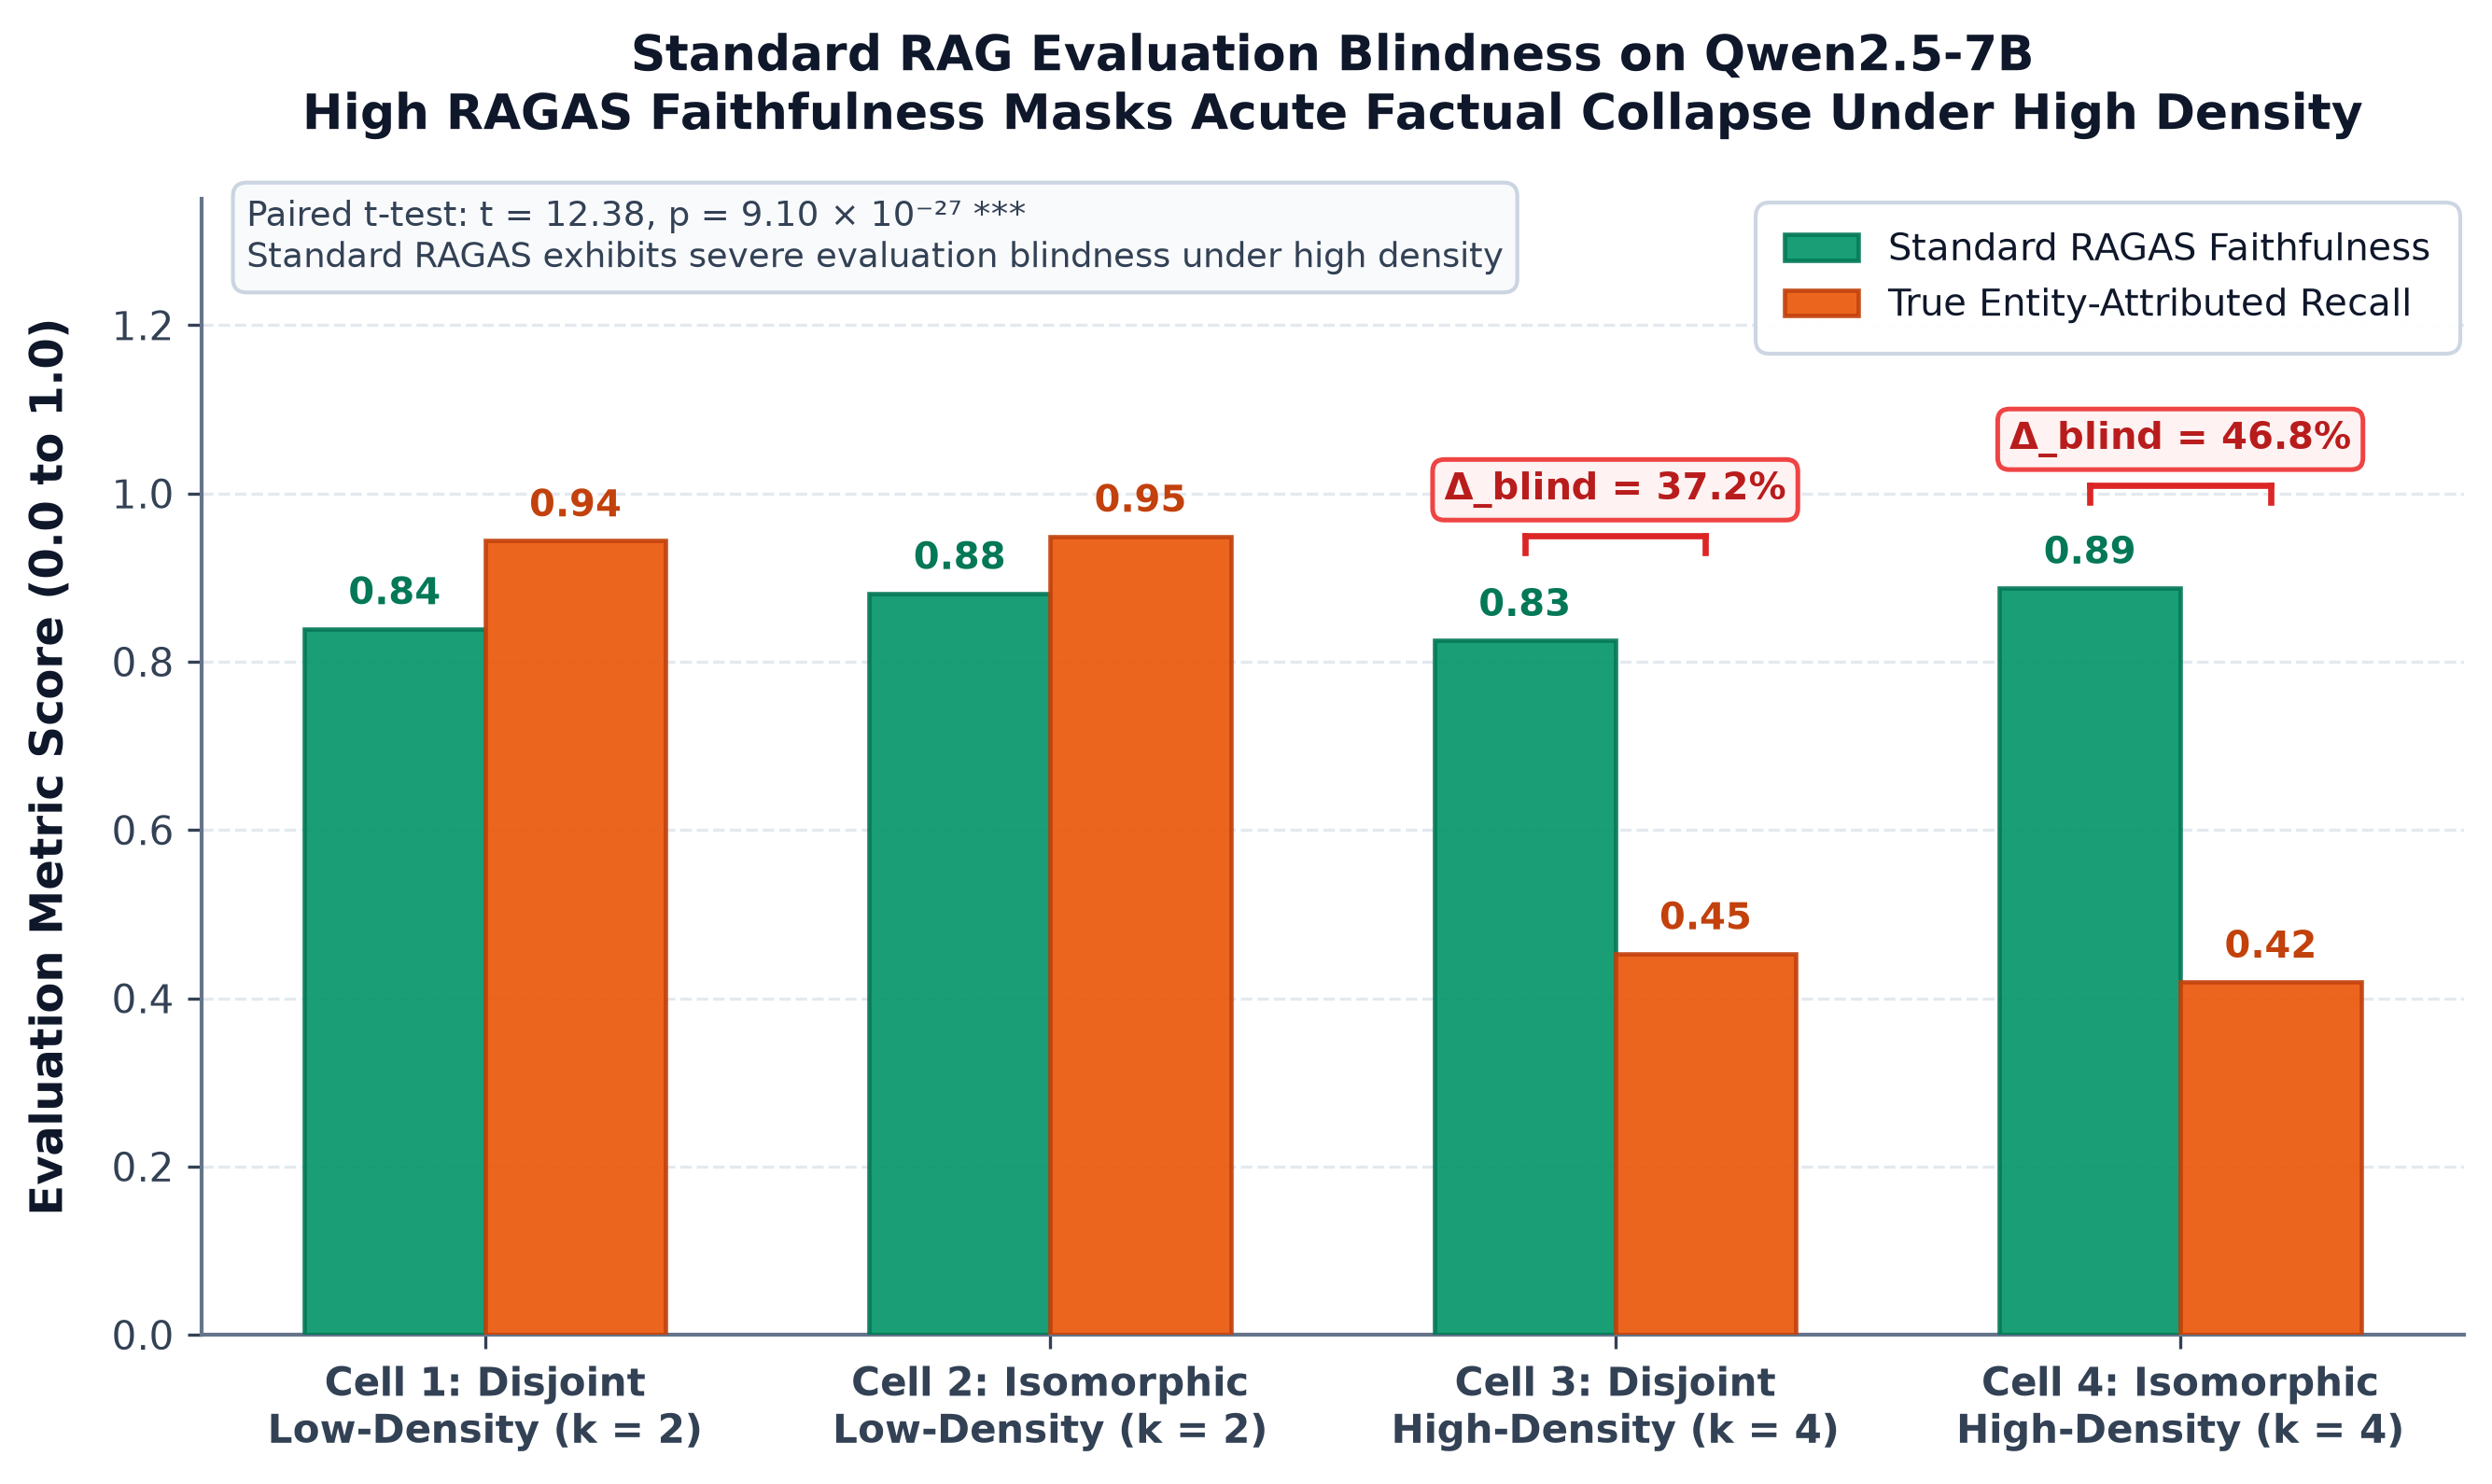 Standard RAG Evaluation Blindness on Qwen2.5-7B
High RAGAS Faithfulness Masks Acute Factual Collapse Under High Density
Paired t-test: t = 12.38, p = 9.10 × 10⁻²⁷ ***
Standard RAGAS exhibits severe evaluation blindness under high density
Standard RAGAS Faithfulness
True Entity-Attributed Recall
Evaluation Metric Score (0.0 to 1.0)
1.2
1.0
0.8
0.6
0.4
0.2
0.0
0.84
0.94
0.88
0.95
Δ_blind = 37.2%
0.83
0.45
Δ_blind = 46.8%
0.89
0.42
Cell 1: Disjoint
Low-Density (k = 2)
Cell 2: Isomorphic
Low-Density (k = 2)
Cell 3: Disjoint
High-Density (k = 4)
Cell 4: Isomorphic
High-Density (k = 4)